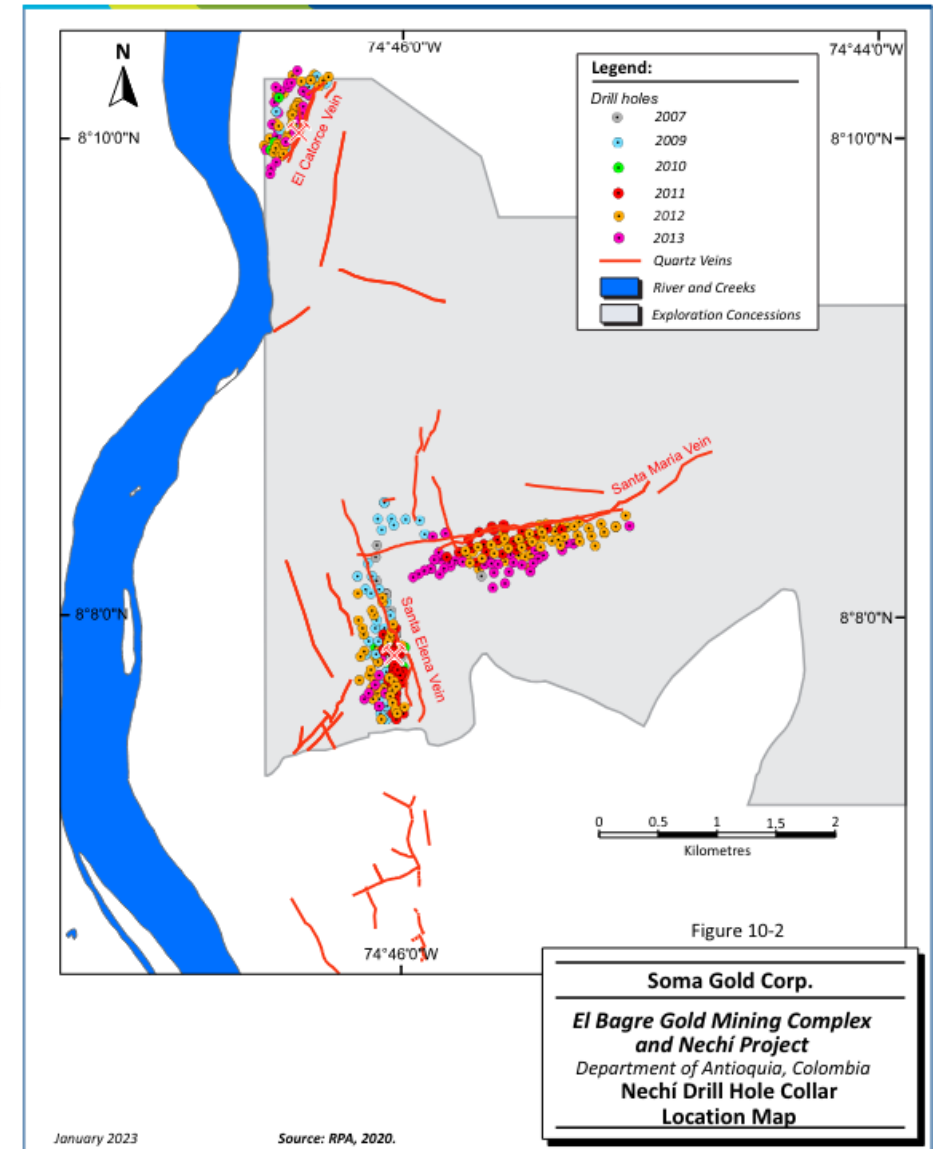 N
74°46'0"W
74°44'0"W
8°10'0"N
8°10'0"N
Legend:
Drill holes
2007
2009
2010
2011
2012
2013
Quartz Veins
River and Creeks
Exploration Concessions
El Catorce Vein
Santa Maria Vein
Santa Elena Vein
8°8'0"N
8°8'0"N
0 0.5 1 1.5 2
Kilometres
74°46'0"W
Figure 10-2
Soma Gold Corp.
El Bagre Gold Mining Complex
and Nechí Project
Department of Antioquia, Colombia
Nechí Drill Hole Collar
Location Map
January 2023
Source: RPA, 2020.